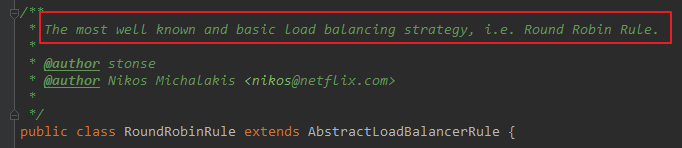 /**
* The most well known and basic load balancing strategy, i.e. Round Robin Rule.
*
* @author stonse
* @author Nikos Michalakis <nikos@netflix.com>
*
*/
public class RoundRobinRule extends AbstractLoadBalancerRule {